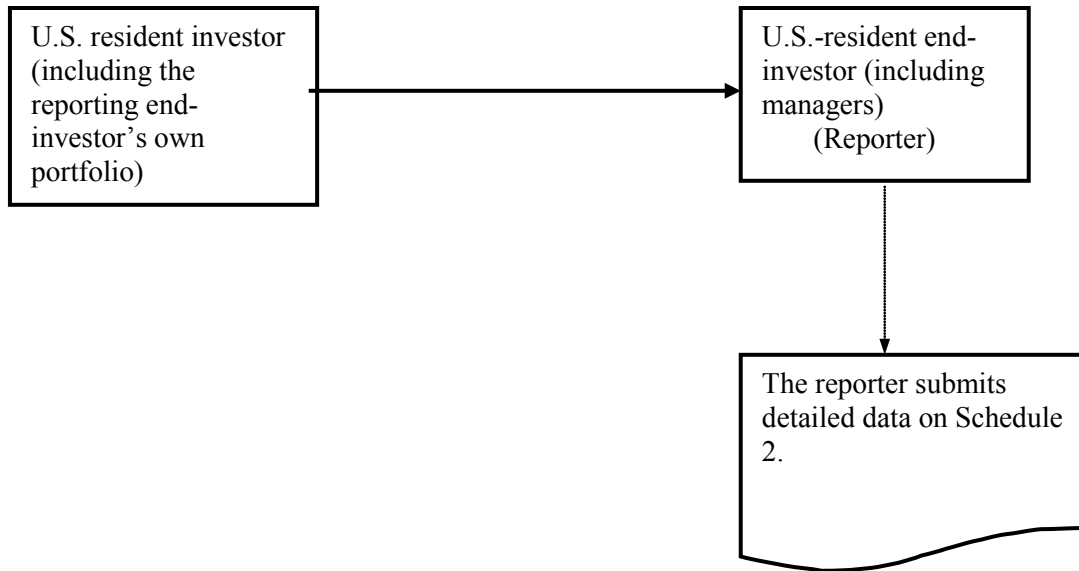 U.S. resident investor
(including the
reporting end-
investor’s own
portfolio)
U.S.-resident end-
investor (including
managers)
(Reporter)
The reporter submits
detailed data on Schedule
2.